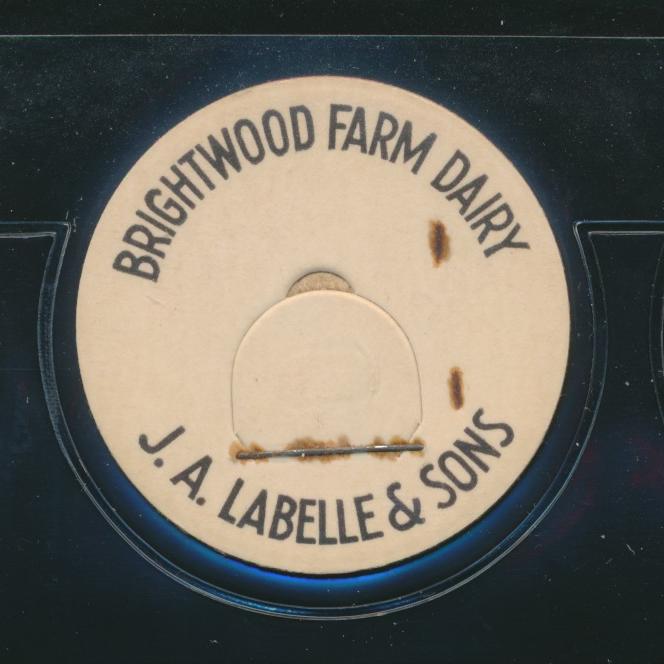 BRIGHTWOOD FARM DAIRY
J. A. LABELLE & SONS